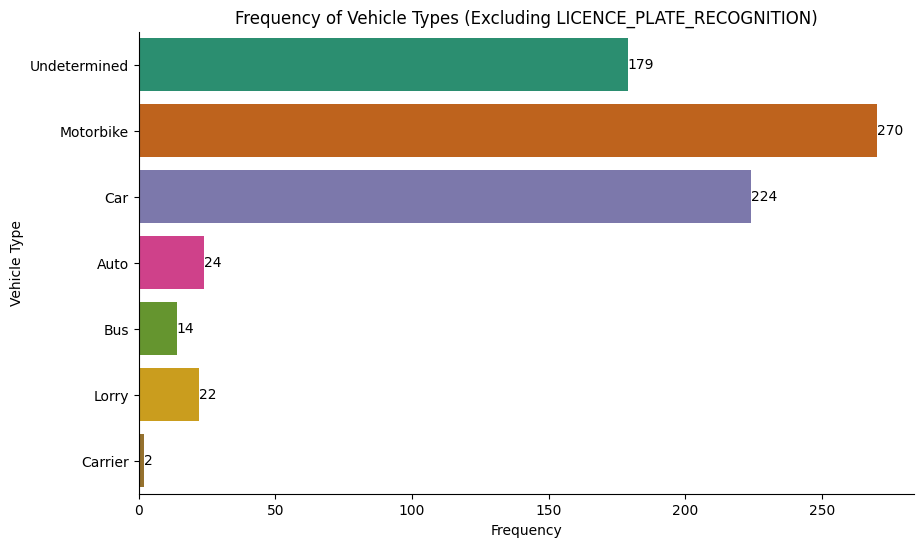 Frequency of Vehicle Types (Excluding LICENCE_PLATE_RECOGNITION)
Vehicle Type
Undetermined 179
Motorbike 270
Car 224
Auto 24
Bus 14
Lorry 22
Carrier 2
0 50 100 150 200 250
Frequency